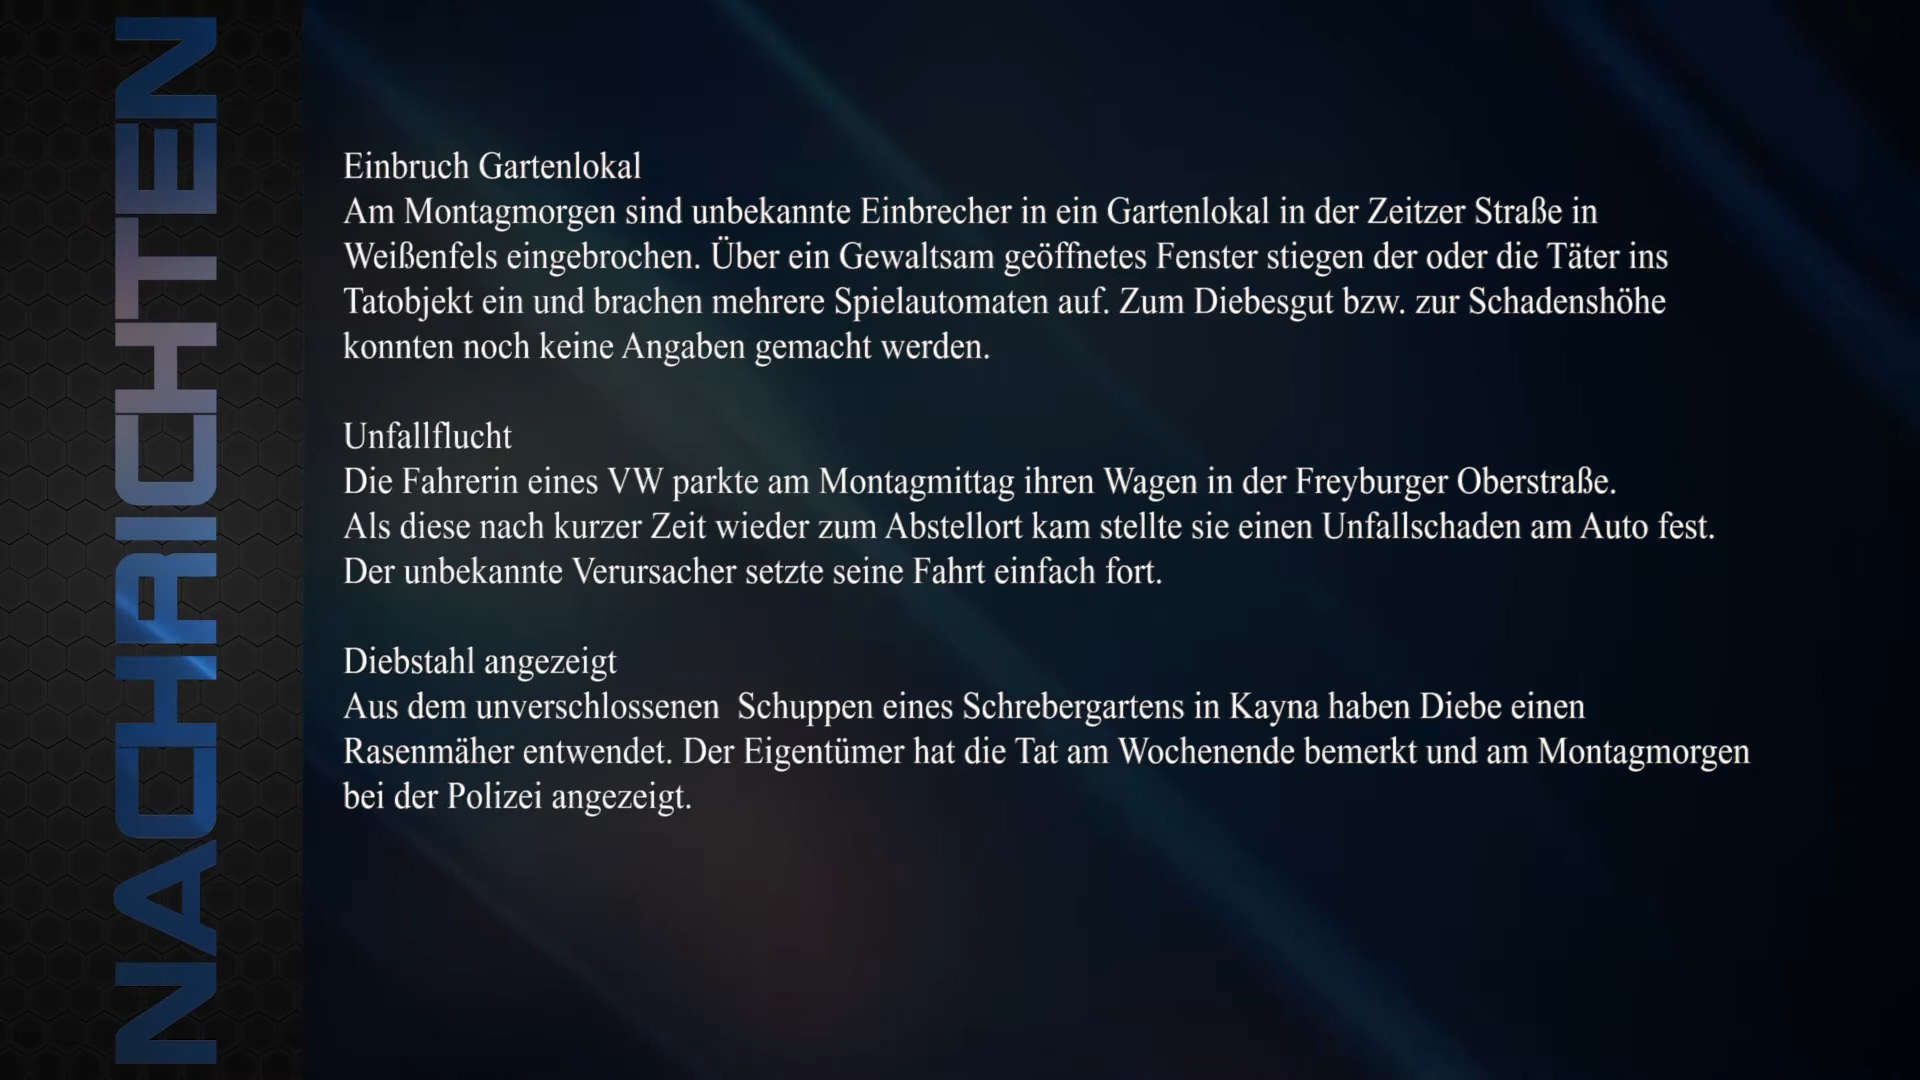 NACHRICHTEN
Einbruch Gartenlokal
Am Montagmorgen sind unbekannte Einbrecher in ein Gartenlokal in der Zeitzer Straße in
Weißenfels eingebrochen. Über ein Gewaltsam geöffnetes Fenster stiegen der oder die Täter ins
Tatobjekt ein und brachen mehrere Spielautomaten auf. Zum Diebesgut bzw. zur Schadenshöhe
konnten noch keine Angaben gemacht werden.
Unfallflucht
Die Fahrerin eines VW parkte am Montagmittag ihren Wagen in der Freyburger Oberstraße.
Als diese nach kurzer Zeit wieder zum Abstellort kam stellte sie einen Unfallschaden am Auto fest.
Der unbekannte Verursacher setzte seine Fahrt einfach fort.
Diebstahl angezeigt
Aus dem unverschlossenen  Schuppen eines Schrebergartens in Kayna haben Diebe einen
Rasenmäher entwendet. Der Eigentümer hat die Tat am Wochenende bemerkt und am Montagmorgen
bei der Polizei angezeigt.